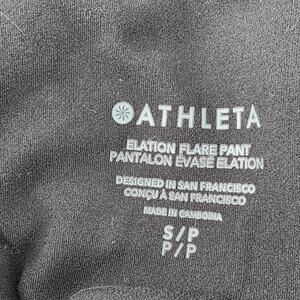 ATHLETA
ELATION FLARE PANT
PANTALON ÉVASÉ ELATION
DESIGNED IN SAN FRANCISCO
CONÇU À SAN FRANCISCO
MADE IN CAMBODIA
S/P
P/P